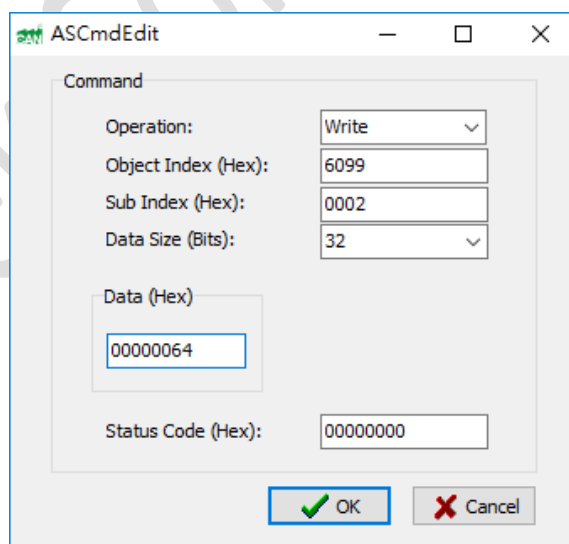 ASCmdEdit
Command
Operation: Write
Object Index (Hex): 6099
Sub Index (Hex): 0002
Data Size (Bits): 32
Data (Hex)
00000064
Status Code (Hex): 00000000
OK Cancel